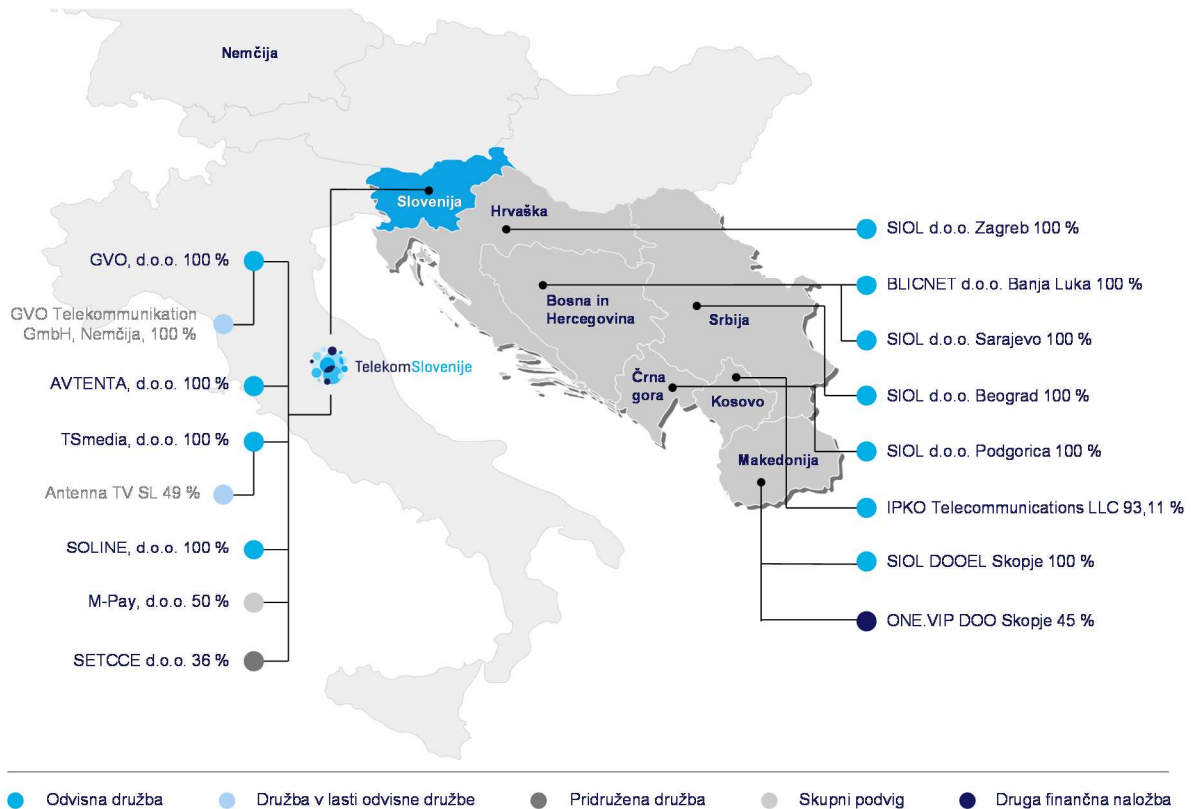 Nemčija
Slovenija
Hrvaška
Bosna in
Hercegovina
Srbija
Črna
gora
Kosovo
Makedonija
GVO, d.o.o. 100 %
GVO Telekommunikation
GmbH, Nemčija, 100 %
AVTENTA, d.o.o. 100 %
TSmedia, d.o.o. 100 %
Antenna TV SL 49 %
SOLINE, d.o.o. 100 %
M-Pay, d.o.o. 50 %
SETCCE d.o.o. 36 %
TelekomSlovenije
SIOL d.o.o. Zagreb 100 %
BLICNET d.o.o. Banja Luka 100 %
SIOL d.o.o. Sarajevo 100 %
SIOL d.o.o. Beograd 100 %
SIOL d.o.o. Podgorica 100 %
IPKO Telecommunications LLC 93,11 %
SIOL DOOEL Skopje 100 %
ONE.VIP DOO Skopje 45 %
Odvisna družba
Družba v lasti odvisne družbe
Pridružena družba
Skupni podvig
Druga finančna naložba